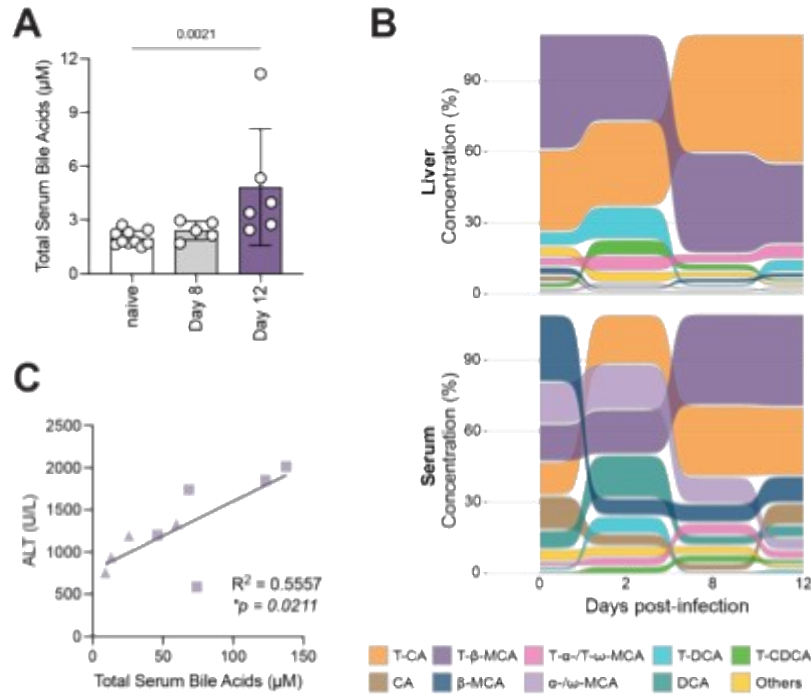 A
0.0021
Total Serum Bile Acids (μM)
12
9
6
3
0
naive
Day 8
Day 12
B
Liver
Concentration (%)
90
60
30
0
Serum
Concentration (%)
90
60
30
0
0 2 8 12
Days post-infection
T-CA T-β-MCA T-α-/T-ω-MCA T-DCA T-CDCA
CA β-MCA α-/ω-MCA DCA Others
C
ALT (U/L)
2500
2000
1500
1000
500
0
R² = 0.5557
*p = 0.0211
0 50 100 150
Total Serum Bile Acids (μM)